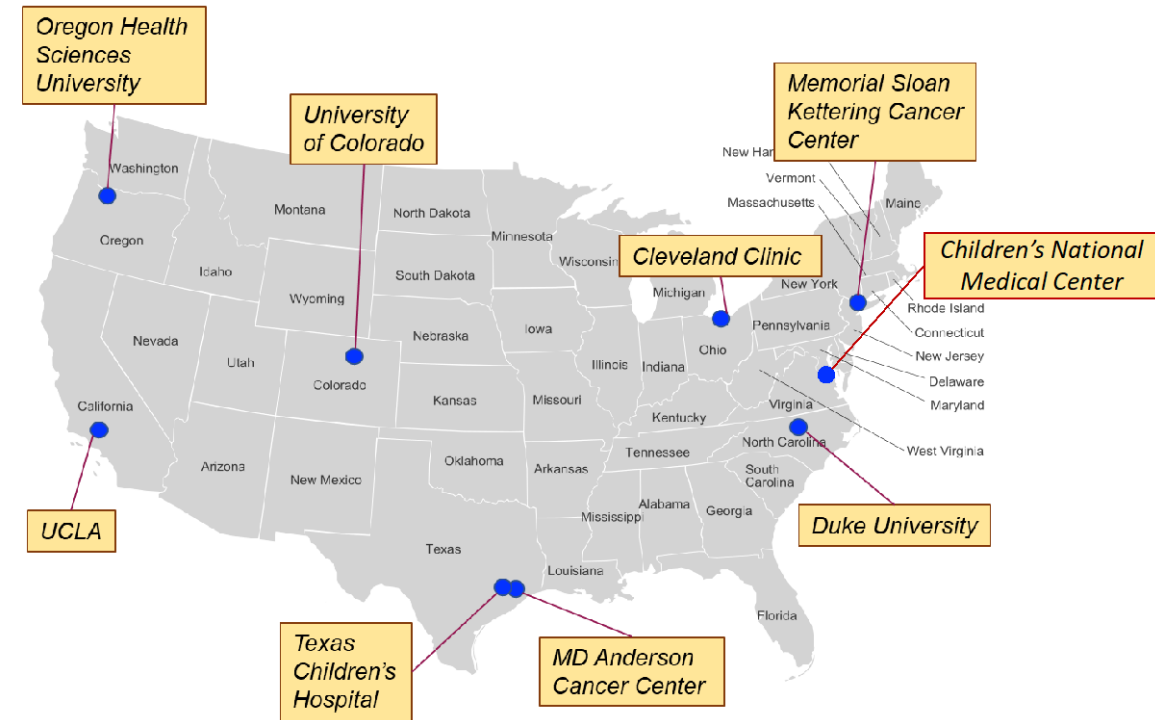 Oregon Health
Sciences
University
University
of Colorado
Memorial Sloan
Kettering Cancer
Center
Cleveland Clinic
Children's National
Medical Center
UCLA
Duke University
Texas
Children's
Hospital
MD Anderson
Cancer Center
Washington
Oregon
California
Nevada
Idaho
Montana
Wyoming
Utah
Colorado
Arizona
New Mexico
North Dakota
South Dakota
Nebraska
Kansas
Oklahoma
Texas
Minnesota
Iowa
Missouri
Arkansas
Louisiana
Wisconsin
Illinois
Michigan
Indiana
Ohio
Kentucky
Tennessee
Mississippi
Alabama
Georgia
Florida
South
Carolina
North Carolina
Virginia
Pennsylvania
New York
Maine
New Ham
Vermont
Massachusetts
Rhode Island
Connecticut
New Jersey
Delaware
Maryland
West Virginia